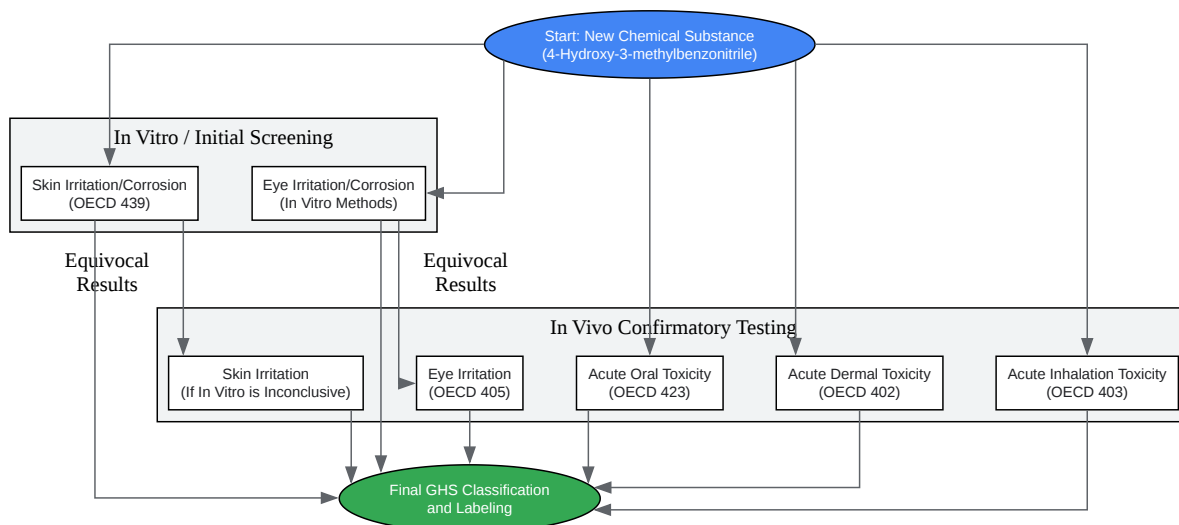 Start: New Chemical Substance
(4-Hydroxy-3-methylbenzonitrile)
In Vitro / Initial Screening
Skin Irritation/Corrosion
(OECD 439)
Eye Irritation/Corrosion
(In Vitro Methods)
Equivocal
Results
Equivocal
Results
In Vivo Confirmatory Testing
Skin Irritation
(If In Vitro is Inconclusive)
Eye Irritation
(OECD 405)
Acute Oral Toxicity
(OECD 423)
Acute Dermal Toxicity
(OECD 402)
Acute Inhalation Toxicity
(OECD 403)
Final GHS Classification
and Labeling